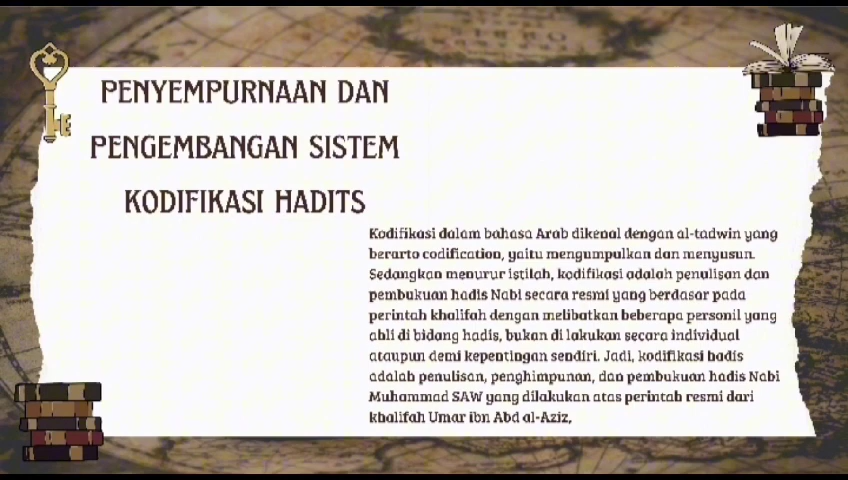 PENYEMPURNAAN DAN
PENGEMBANGAN SISTEM
KODIFIKASI HADITS
Kodifikasi dalam bahasa Arab dikenal dengan al-tadwin yang
berarto codification, yaitu mengumpulkan dan menyusun.
Sedangkan menurur istilah, kodifikasi adalah penulisan dan
pembukuan hadis Nabi secara resmi yang berdasar pada
perintah khalifah dengan melibatkan beberapa personil yang
ahli di bidang hadis, bukan di lakukan secara individual
ataupun demi kepentingan sendiri. Jadi, kodifikasi hadis
adalah penulisan, penghimpunan, dan pembukuan hadis Nabi
Muhammad SAW yang dilakukan atas perintah resmi dari
khalifah Umar ibn Abd al-Aziz,